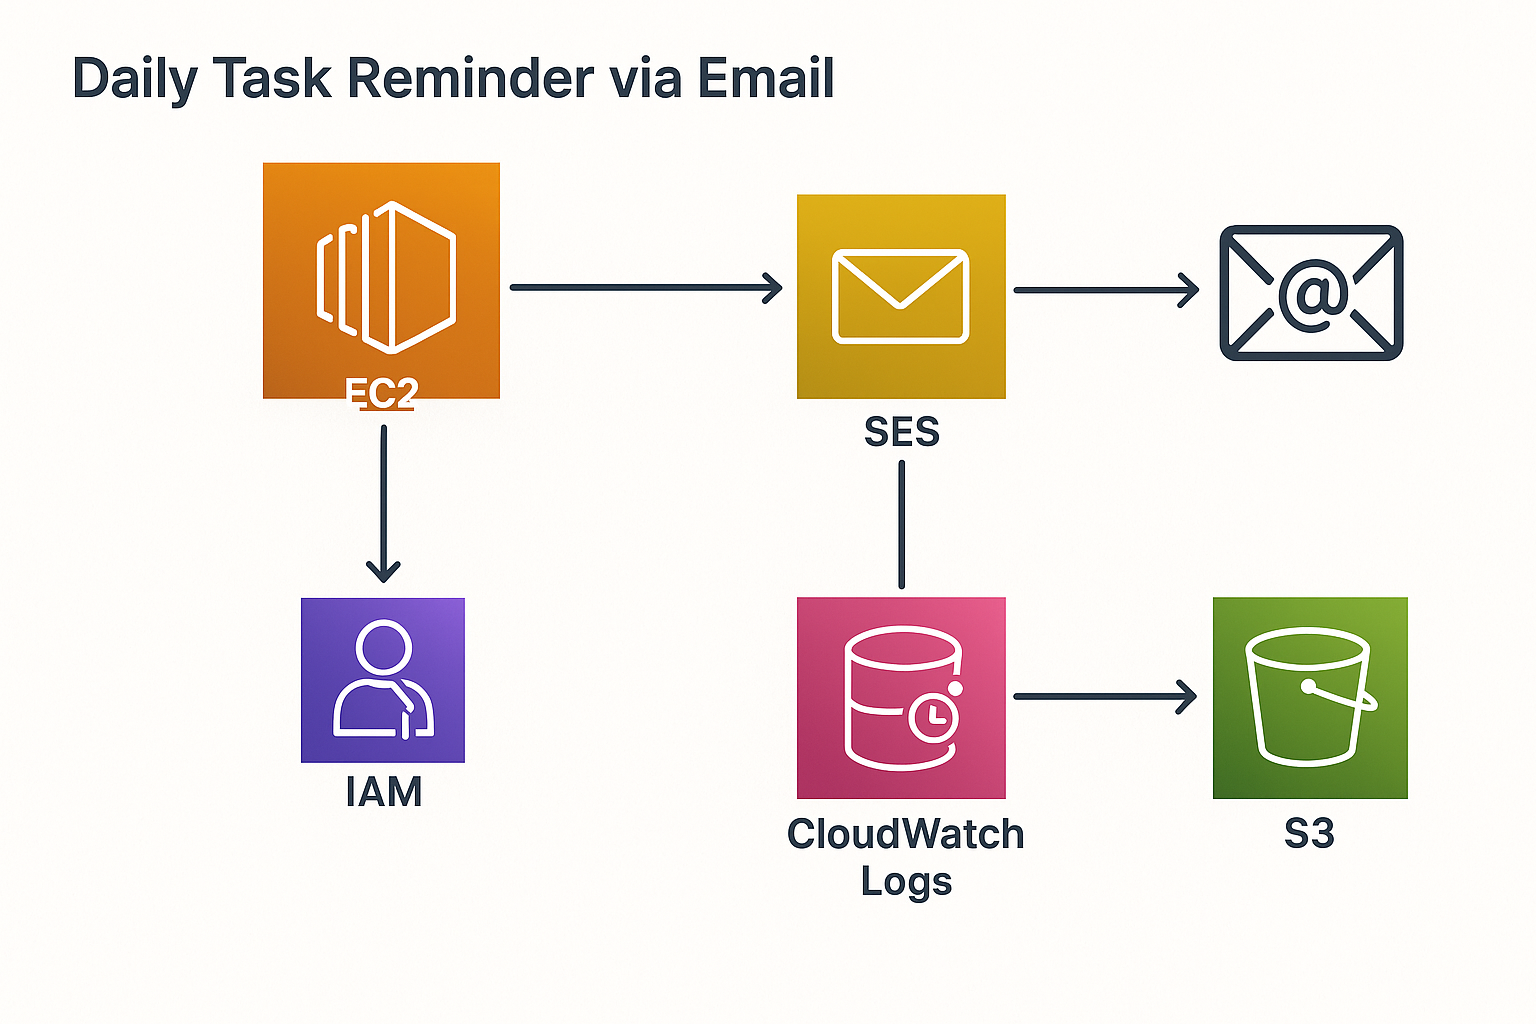 Daily Task Reminder via Email
EC2
SES
@
IAM
CloudWatch
Logs
S3